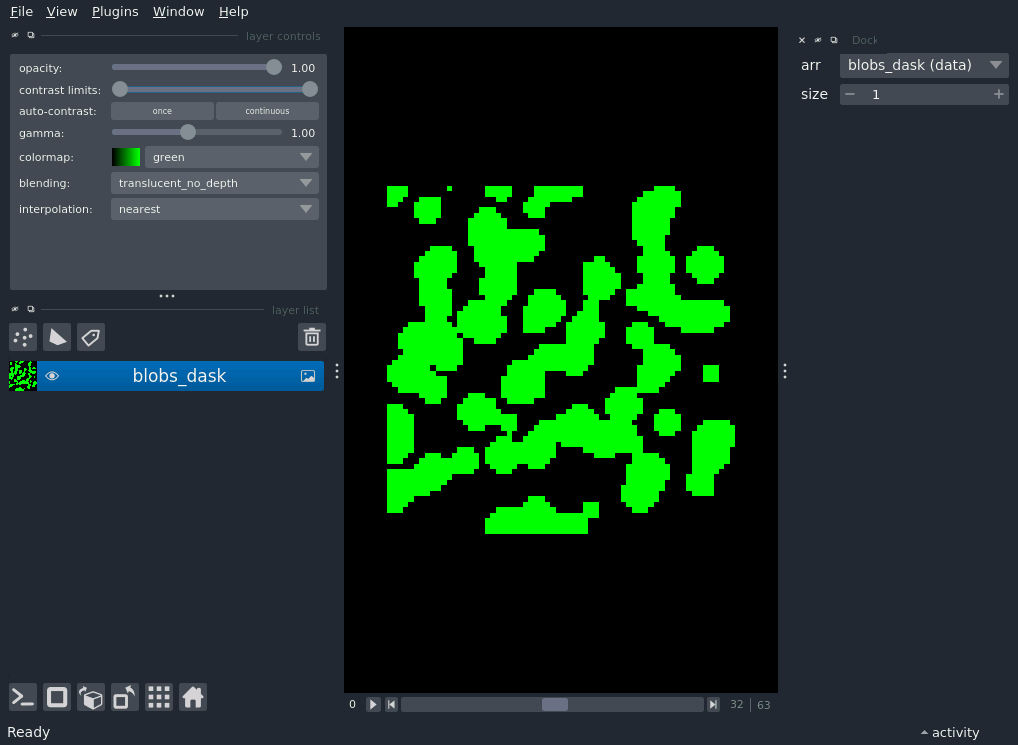 File View Plugins Window Help
layer controls
opacity: 1.00
contrast limits:
auto-contrast: once continuous
gamma: 1.00
colormap: green
blending: translucent_no_depth
interpolation: nearest
layer list
blobs_dask
0 32 63
Ready
Dock
arr blobs_dask (data)
size 1
activity